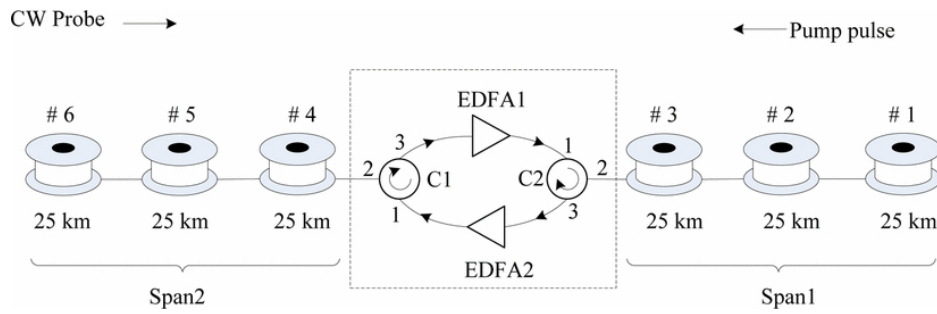 CW Probe
Pump pulse
# 6 # 5 # 4 EDFA1 # 3 # 2 # 1
3 1
2 C1 C2 2
1 3
25 km 25 km 25 km EDFA2 25 km 25 km 25 km
Span2 Span1